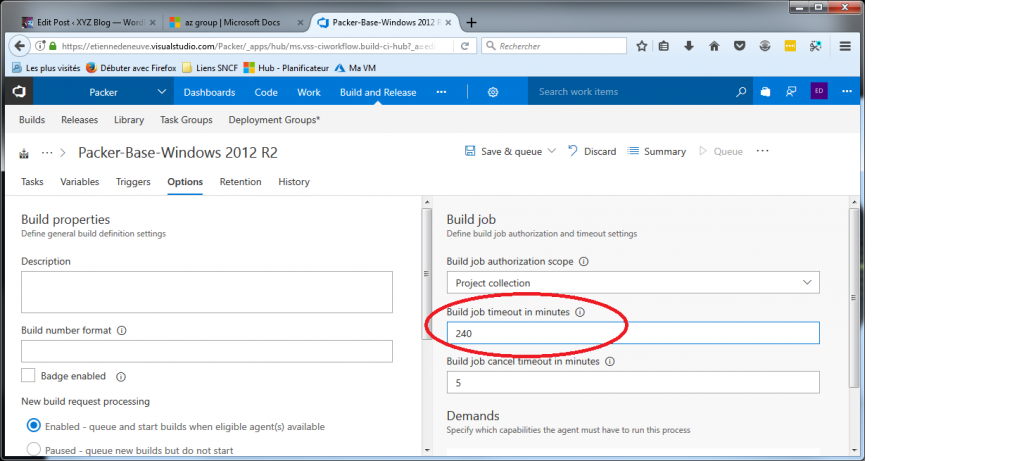 Edit Post ‹ XYZ Blog — Word
az group | Microsoft Docs
Packer-Base-Windows 2012 R
https://etiennedeneuve.visualstudio.com/Packer/_apps/hub/ms.vss-ciworkflow.build-ci-hub?_a=edi
Rechercher
Les plus visités
Débuter avec Firefox
Liens SNCF
Hub - Planificateur
Ma VM
Packer
Dashboards
Code
Work
Build and Release
Search work items
ED
Builds
Releases
Library
Task Groups
Deployment Groups*
Packer-Base-Windows 2012 R2
Save & queue
Discard
Summary
Queue
Tasks
Variables
Triggers
Options
Retention
History
Build properties
Define general build definition settings
Description
Build number format
Badge enabled
New build request processing
Enabled - queue and start builds when eligible agent(s) available
Paused - queue new builds but do not start
Build job
Define build job authorization and timeout settings
Build job authorization scope
Project collection
Build job timeout in minutes
240
Build job cancel timeout in minutes
5
Demands
Specify which capabilities the agent must have to run this process